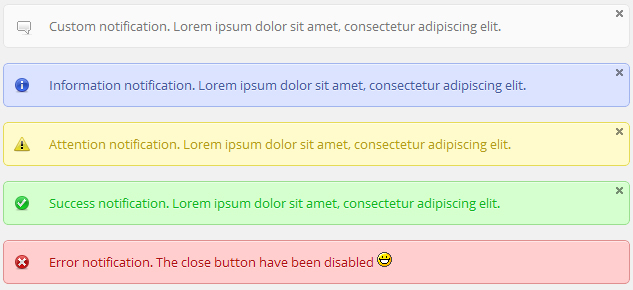 Custom notification. Lorem ipsum dolor sit amet, consectetur adipiscing elit.
Information notification. Lorem ipsum dolor sit amet, consectetur adipiscing elit.
Attention notification. Lorem ipsum dolor sit amet, consectetur adipiscing elit.
Success notification. Lorem ipsum dolor sit amet, consectetur adipiscing elit.
Error notification. The close button have been disabled